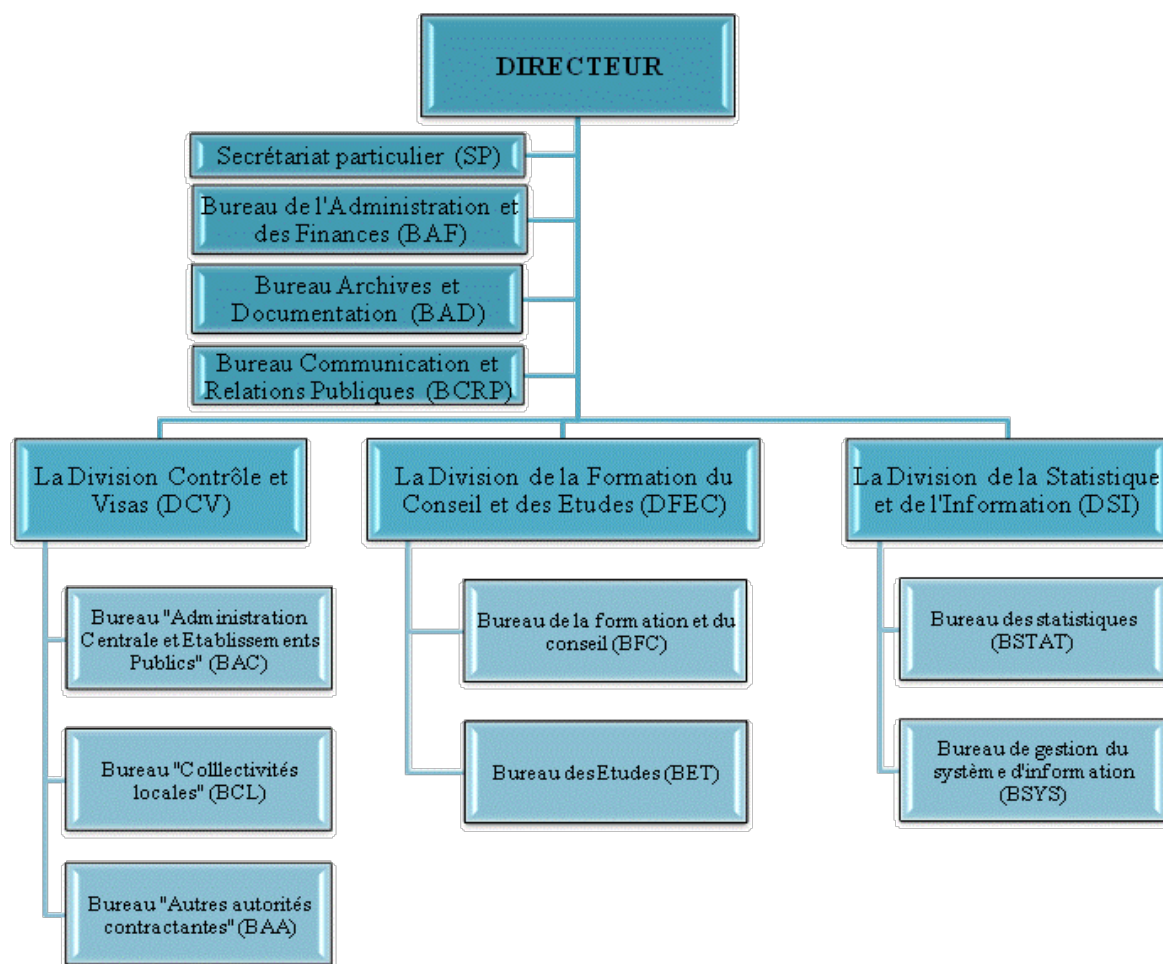 DIRECTEUR
Secrétariat particulier (SP)
Bureau de l'Administration et
des Finances (BAF)
Bureau Archives et
Documentation (BAD)
Bureau Communication et
Relations Publiques (BCRP)
La Division Contrôle et
Visas (DCV)
Bureau "Administration
Centrale et Etablissements
Publics" (BAC)
Bureau "Colllectivités
locales" (BCL)
Bureau "Autres autorités
contractantes" (BAA)
La Division de la Formation du
Conseil et des Etudes (DFEC)
Bureau de la formation et du
conseil (BFC)
Bureau des Etudes (BET)
La Division de la Statistique
et de l'Information (DSI)
Bureau des statistiques
(BSTAT)
Bureau de gestion du
système d'information
(BSYS)